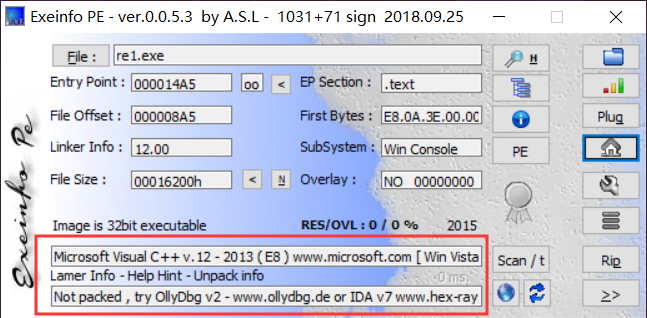 Exeinfo PE - ver.0.0.5.3 by A.S.L - 1031+71 sign 2018.09.25
File : re1.exe H
Entry Point : 000014A5 oo < EP Section : .text
File Offset : 000008A5 First Bytes : E8.0A.3E.00.0C Plug
Linker Info : 12.00 SubSystem : Win Console PE
File Size : 00016200h < N Overlay : NO 00000000
Image is 32bit executable RES/OVL : 0 / 0 % 2015
Exeinfo Pe
Microsoft Visual C++ v.12 - 2013 ( E8 ) www.microsoft.com [ Win Vista Scan / t Rip
Lamer Info - Help Hint - Unpack info 0 ms.
Not packed , try OllyDbg v2 - www.ollydbg.de or IDA v7 www.hex-ray >>